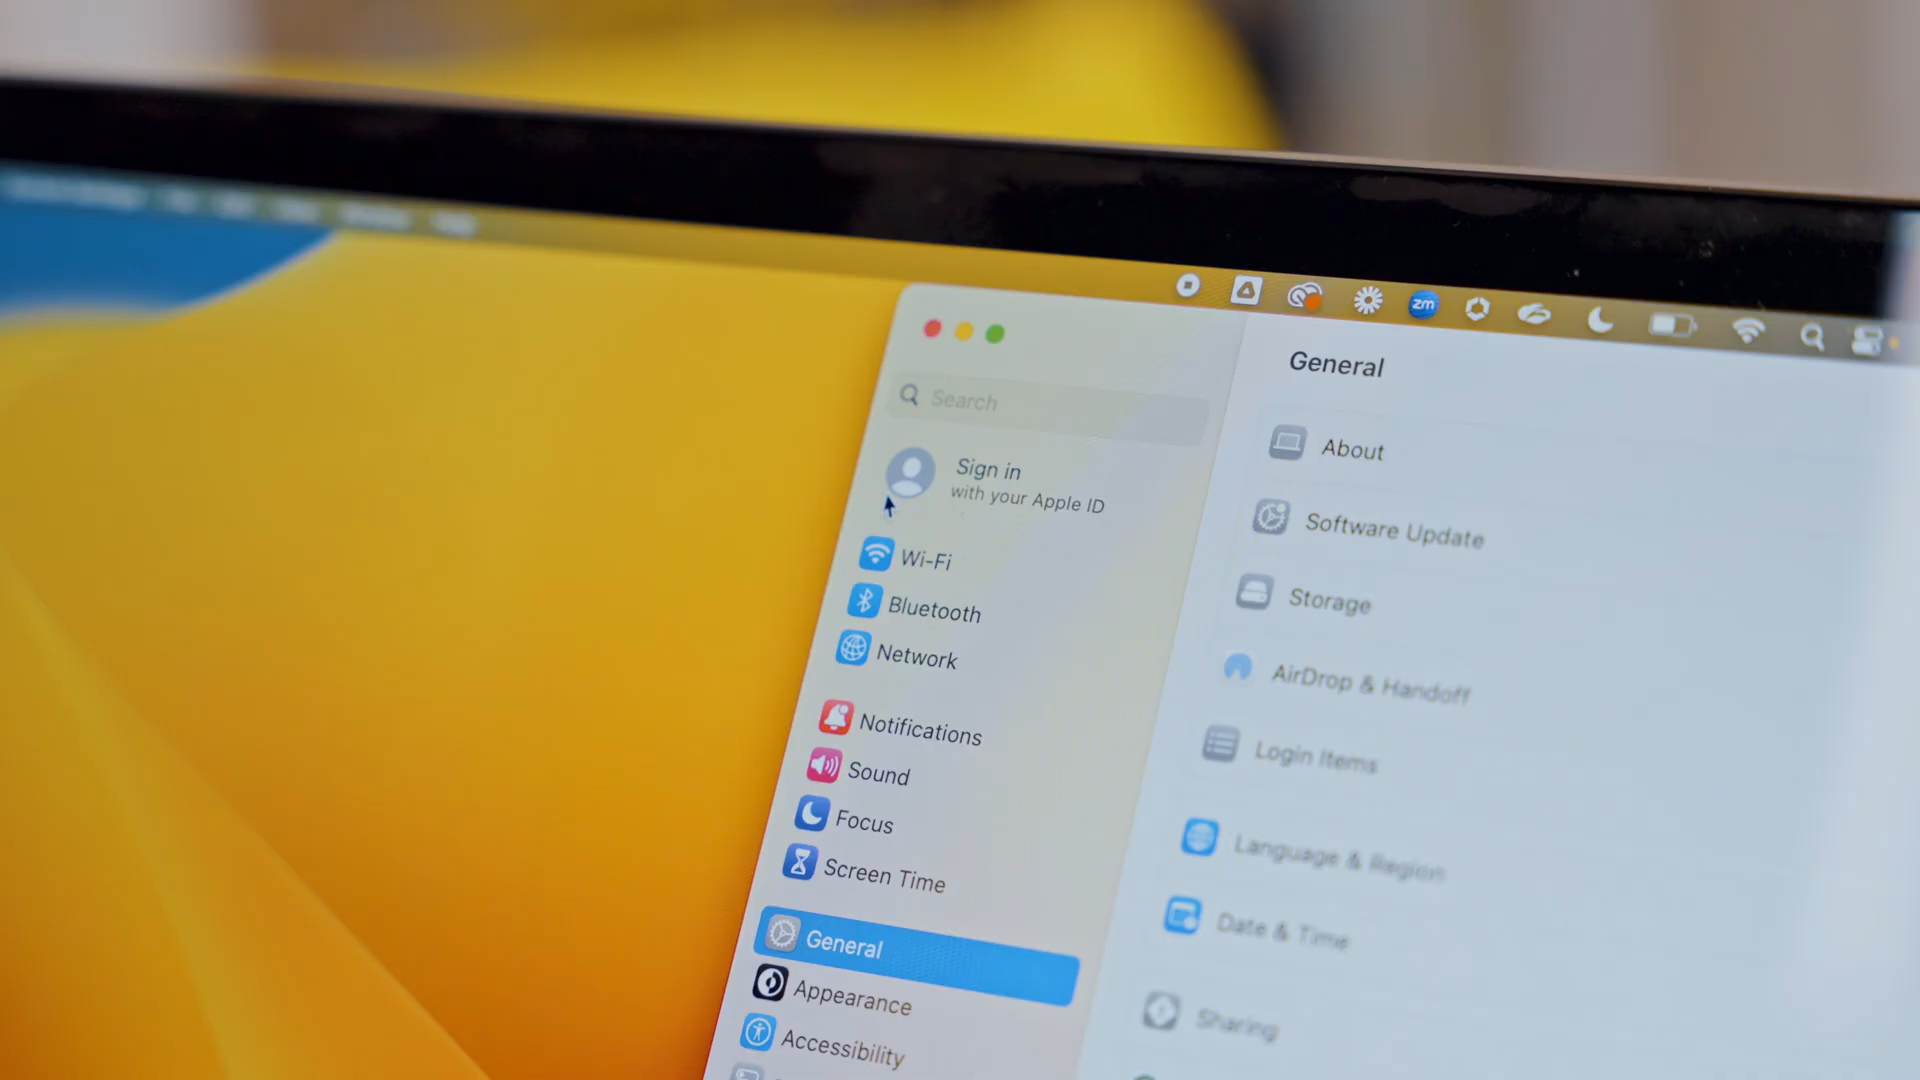 zm
General
Search
Sign in
with your Apple ID
Wi-Fi
Bluetooth
Network
Notifications
Sound
Focus
Screen Time
General
Appearance
Accessibility
About
Software Update
Storage
AirDrop & Handoff
Login Items
Language & Region
Date & Time
Sharing